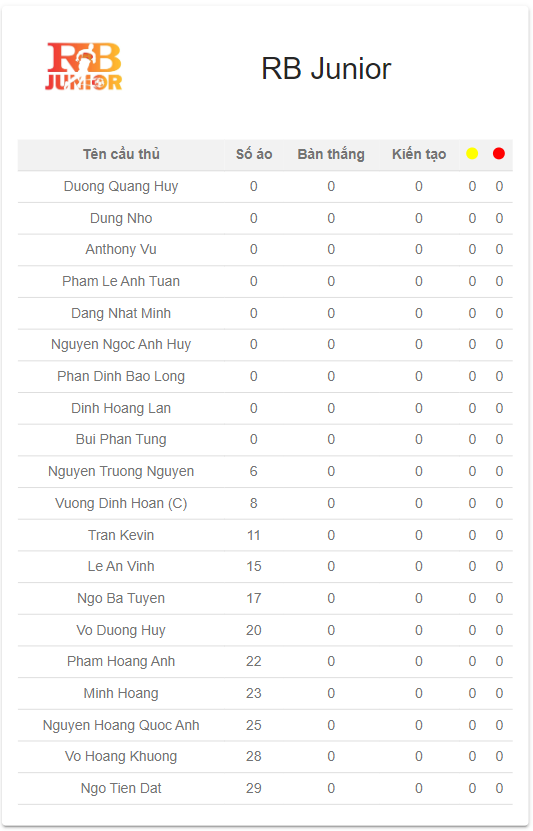 RB
JUNIOR
RB Junior
Tên cầu thủ Số áo Bàn thắng Kiến tạo
Duong Quang Huy 0 0 0 0 0
Dung Nho 0 0 0 0 0
Anthony Vu 0 0 0 0 0
Pham Le Anh Tuan 0 0 0 0 0
Dang Nhat Minh 0 0 0 0 0
Nguyen Ngoc Anh Huy 0 0 0 0 0
Phan Dinh Bao Long 0 0 0 0 0
Dinh Hoang Lan 0 0 0 0 0
Bui Phan Tung 0 0 0 0 0
Nguyen Truong Nguyen 6 0 0 0 0
Vuong Dinh Hoan (C) 8 0 0 0 0
Tran Kevin 11 0 0 0 0
Le An Vinh 15 0 0 0 0
Ngo Ba Tuyen 17 0 0 0 0
Vo Duong Huy 20 0 0 0 0
Pham Hoang Anh 22 0 0 0 0
Minh Hoang 23 0 0 0 0
Nguyen Hoang Quoc Anh 25 0 0 0 0
Vo Hoang Khuong 28 0 0 0 0
Ngo Tien Dat 29 0 0 0 0